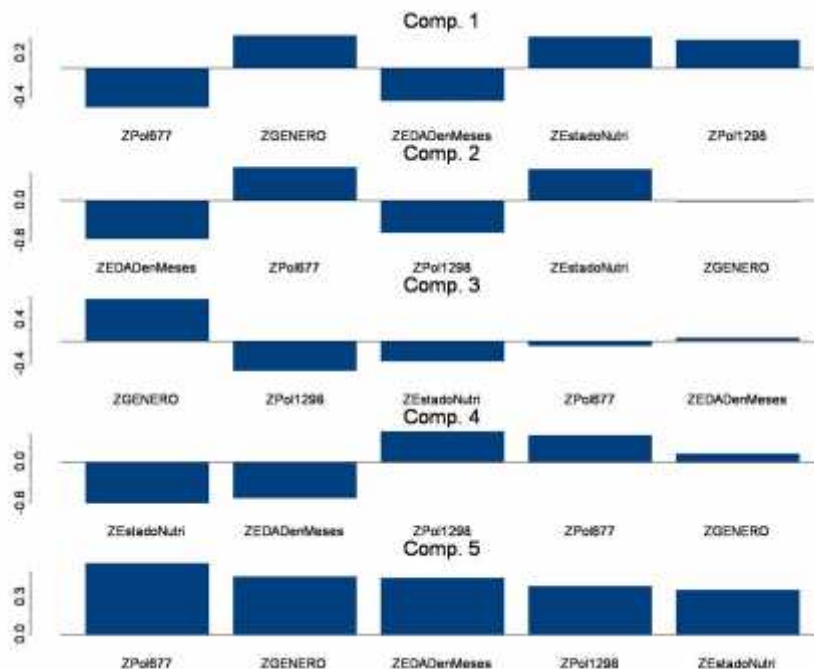 Comp. 1
0.2
-0.4
ZPol677 ZGENERO ZEDADenMeses ZEstadoNutri ZPol1298
Comp. 2
0.0
-0.8
ZEDADenMeses ZPol677 ZPol1298 ZEstadoNutri ZGENERO
Comp. 3
0.4
-0.4
ZGENERO ZPol1298 ZEstadoNutri ZPol677 ZEDADenMeses
Comp. 4
0.0
-0.8
ZEstadoNutri ZEDADenMeses ZPol1298 ZPol677 ZGENERO
Comp. 5
0.3
0.0
ZPol677 ZGENERO ZEDADenMeses ZPol1298 ZEstadoNutri